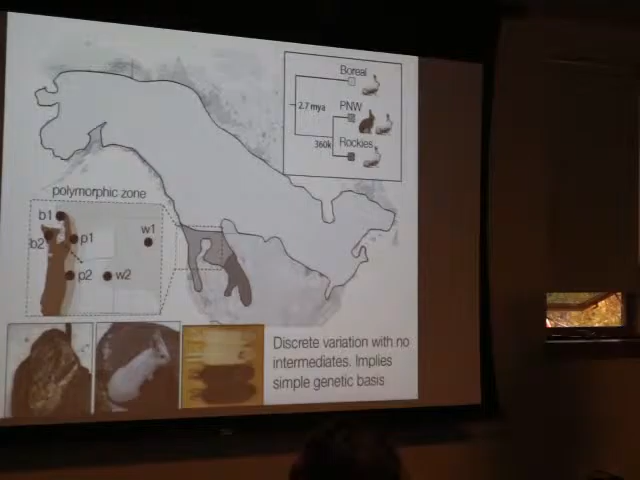 Boreal
2.7 mya
PNW
360k
Rockies
polymorphic zone
b1
b2
p1
w1
p2
w2
Discrete variation with no
intermediates. Implies
simple genetic basis